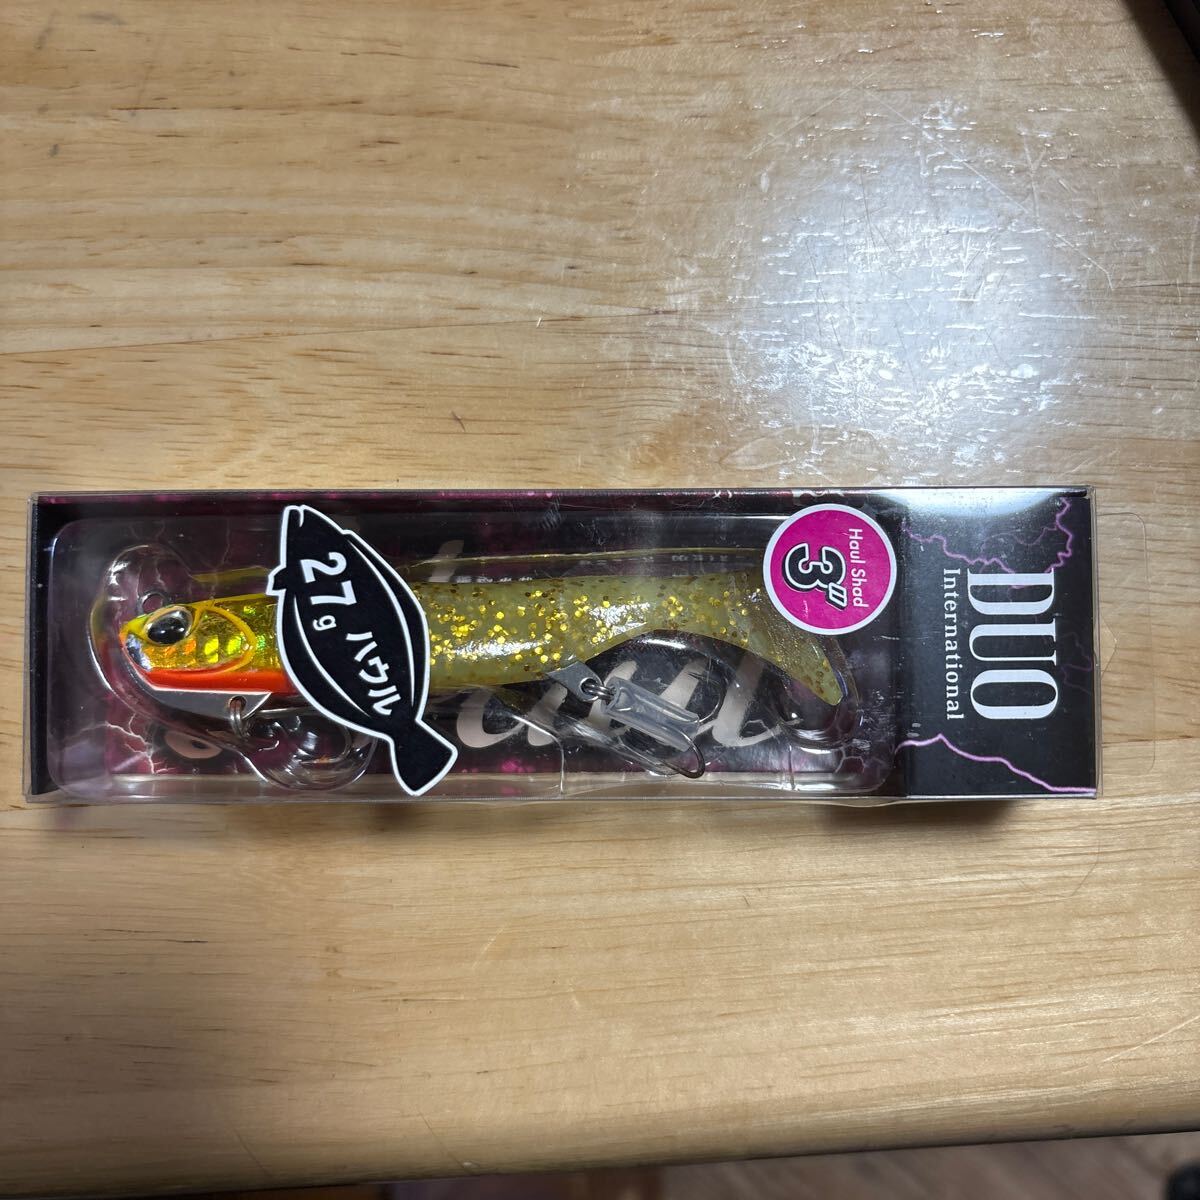 DUO
International
Haul Shad
3"
27g
ハウル